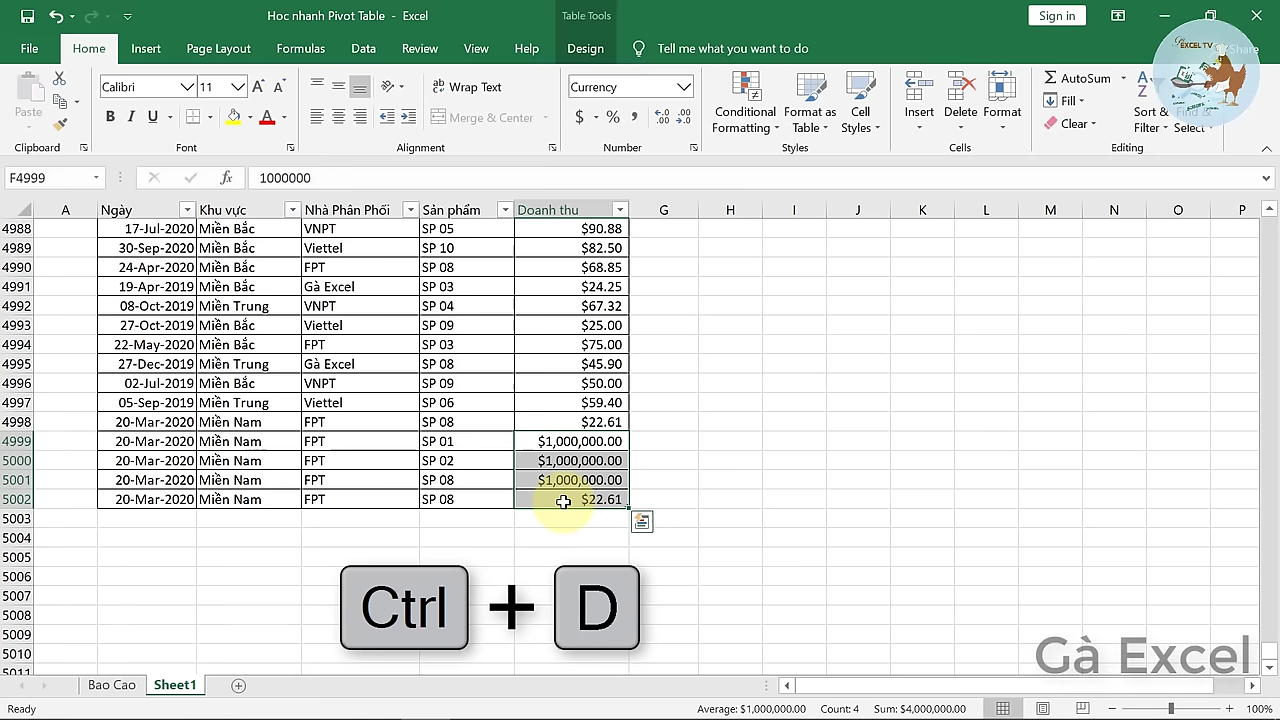 Hoc nhanh Pivot Table - Excel
Table Tools
Sign in
File Home Insert Page Layout Formulas Data Review View Help Design Tell me what you want to do Share
EXCEL TV
Paste
Clipboard
Calibri 11 A A
B I U A
Font
Wrap Text
Merge & Center
Alignment
Currency
$ % ,
Number
Conditional Formatting
Format as Table
Cell Styles
Styles
Insert Delete Format
Cells
AutoSum
Fill
Clear
Sort & Filter
Find & Select
Editing
F4999 fx 1000000
A Ngày Khu vực Nhà Phân Phối Sản phẩm Doanh thu G H I J K L M N O P
4988 17-Jul-2020 Miền Bắc VNPT SP 05 $90.88
4989 30-Sep-2020 Miền Bắc Viettel SP 10 $82.50
4990 24-Apr-2020 Miền Bắc FPT SP 08 $68.85
4991 19-Apr-2019 Miền Bắc Gà Excel SP 03 $24.25
4992 08-Oct-2019 Miền Trung VNPT SP 04 $67.32
4993 27-Oct-2019 Miền Bắc Viettel SP 09 $25.00
4994 22-May-2020 Miền Bắc FPT SP 03 $75.00
4995 27-Dec-2019 Miền Trung Gà Excel SP 08 $45.90
4996 02-Jul-2019 Miền Bắc VNPT SP 09 $50.00
4997 05-Sep-2019 Miền Trung Viettel SP 06 $59.40
4998 20-Mar-2020 Miền Nam FPT SP 08 $22.61
4999 20-Mar-2020 Miền Nam FPT SP 01 $1,000,000.00
5000 20-Mar-2020 Miền Nam FPT SP 02 $1,000,000.00
5001 20-Mar-2020 Miền Nam FPT SP 08 $1,000,000.00
5002 20-Mar-2020 Miền Nam FPT SP 08 $22.61
5003
5004
5005
5006
5007
5008
5009
5010
5011
Ctrl + D
Gà Excel
Bao Cao Sheet1
Ready Average: $1,000,000.00 Count: 4 Sum: $4,000,000.00 100%